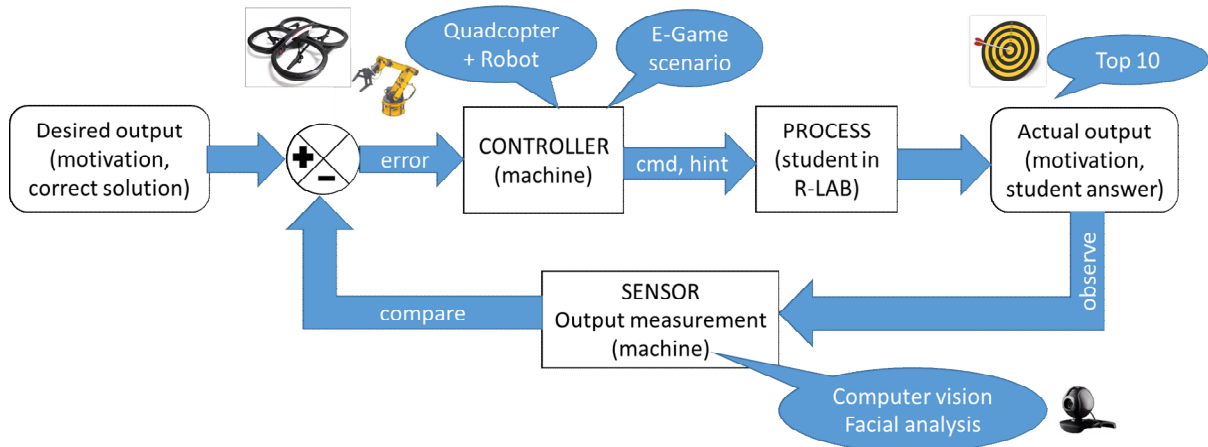 Quadcopter
+ Robot
E-Game
scenario
Top 10
Desired output
(motivation,
correct solution)
+
-
error
CONTROLLER
(machine)
cmd, hint
PROCESS
(student in
R-LAB)
Actual output
(motivation,
student answer)
observe
SENSOR
Output measurement
(machine)
compare
Computer vision
Facial analysis